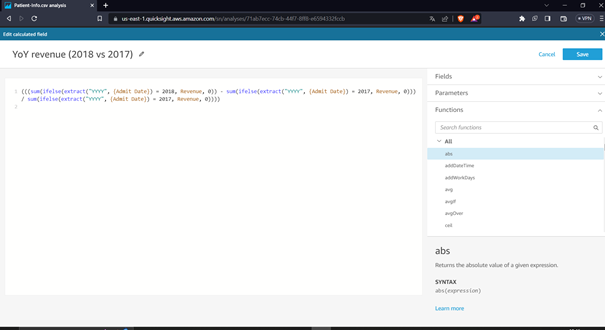 Patient-Info.csv analysis
us-east-1.quicksight.aws.amazon.com/sn/analyses/71ab7ecc-74cb-44f7-8ff8-e6594332fccb
VPN
Edit calculated field
YoY revenue (2018 vs 2017)
Cancel
Save
1 (((sum(ifelse(extract("YYYY", {Admit Date}) = 2018, Revenue, 0)) - sum(ifelse(extract("YYYY", {Admit Date}) = 2017, Revenue, 0)))
/ sum(ifelse(extract("YYYY", {Admit Date}) = 2017, Revenue, 0))))
2
Fields
Parameters
Functions
Search functions
All
abs
addDateTime
addWorkDays
avg
avgIf
avgOver
ceil
abs
Returns the absolute value of a given expression.
SYNTAX
abs(expression)
Learn more